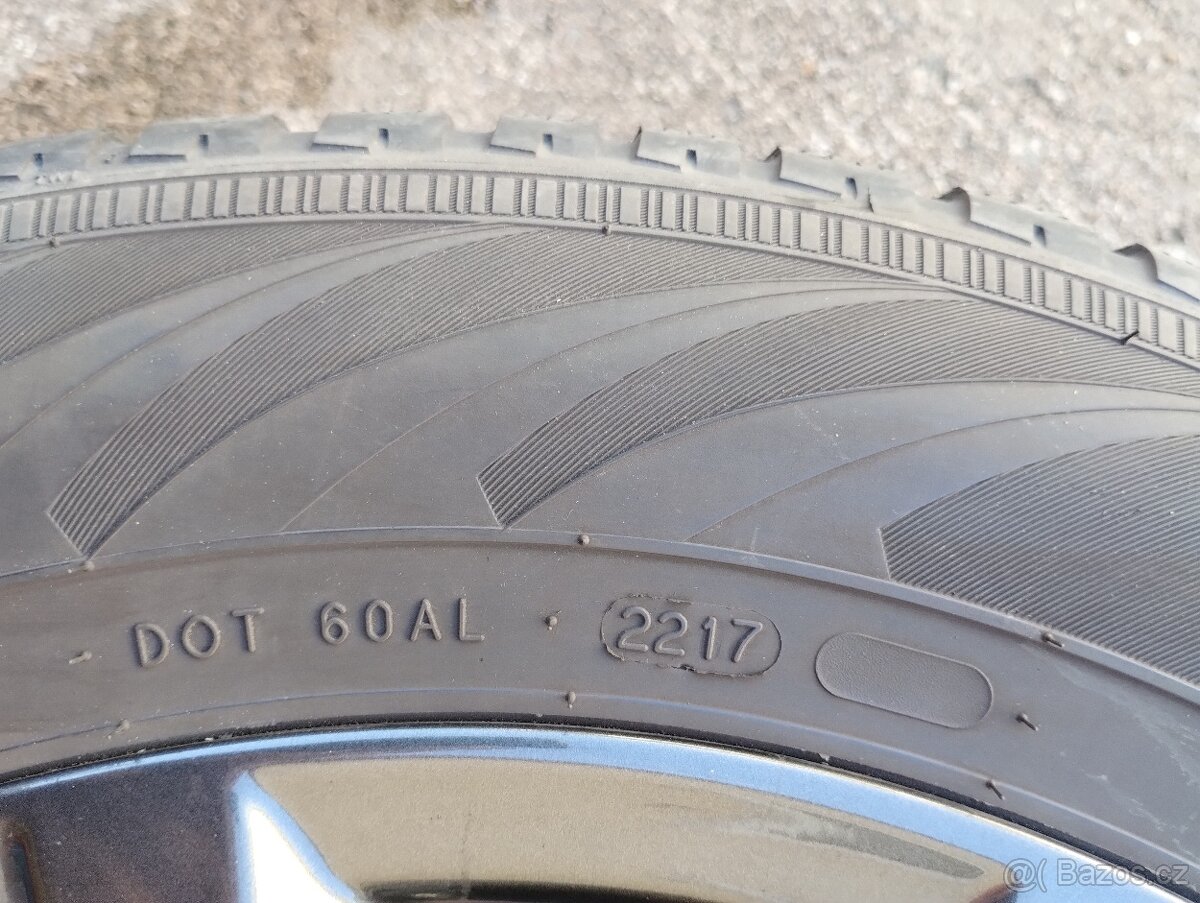 DOT 60AL 2217
@( Bazos.cz